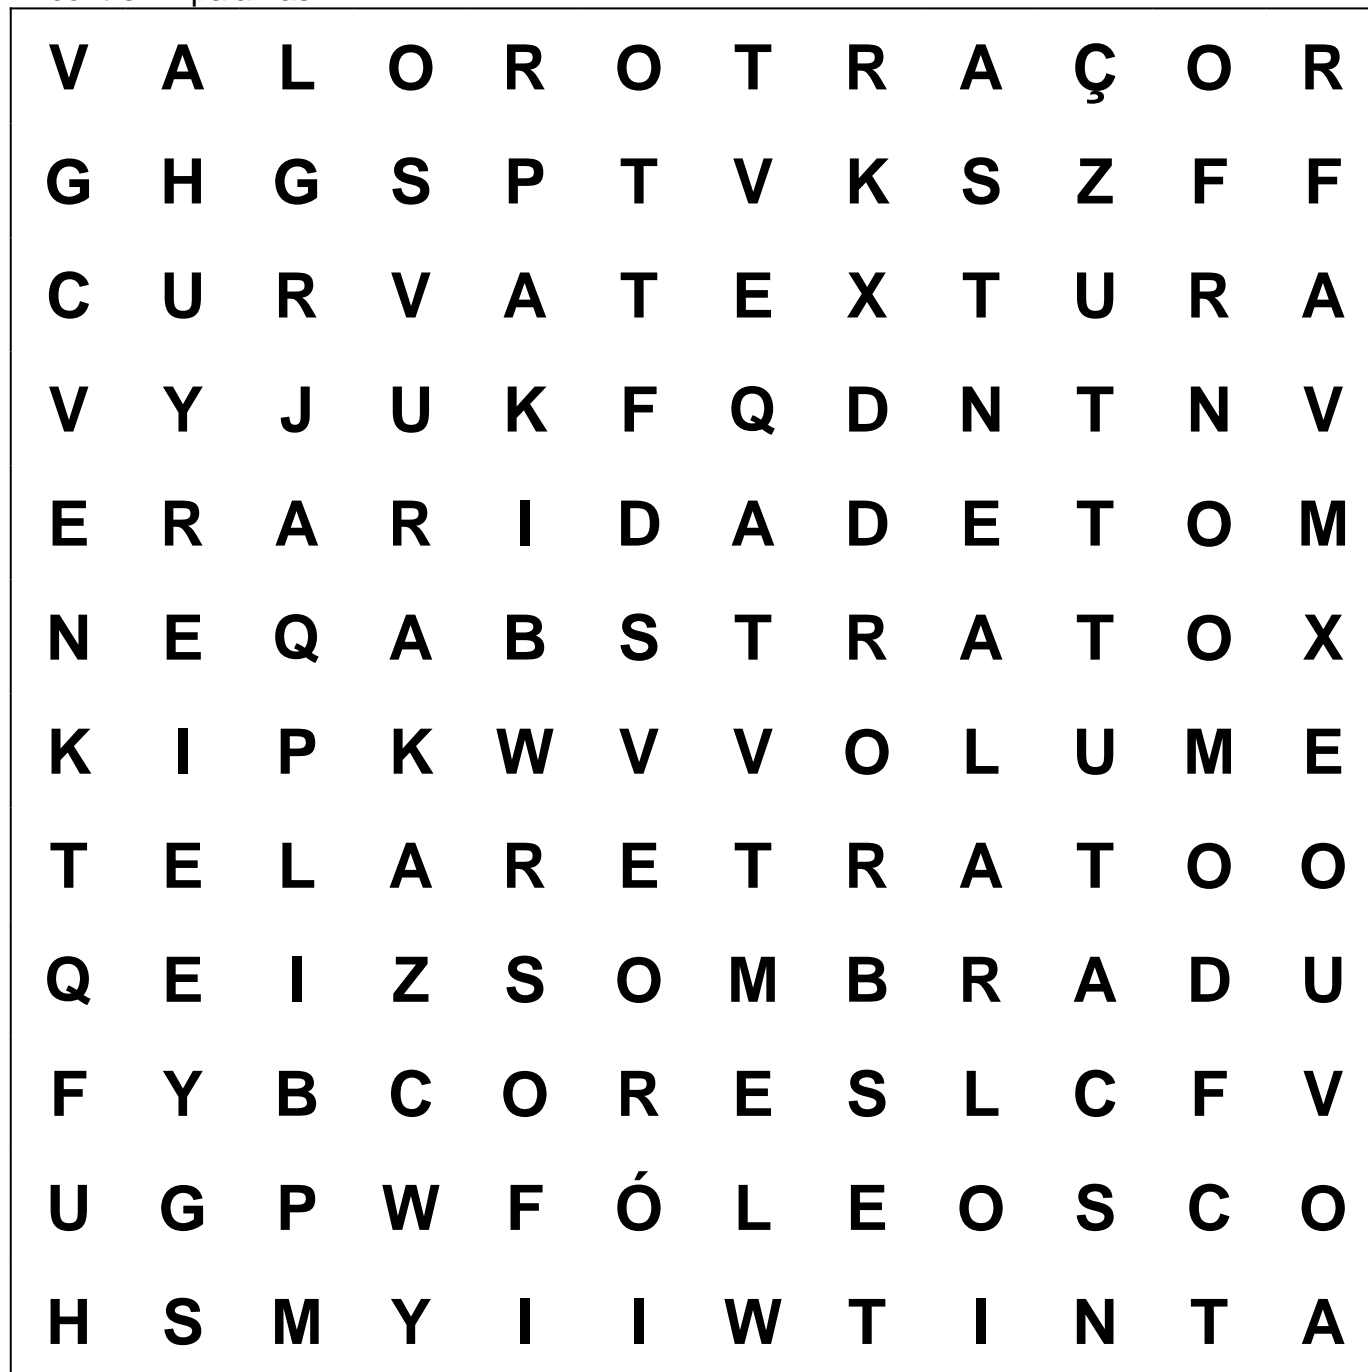 V A L O R O T R A Ç O R
G H G S P T V K S Z F F
C U R V A T E X T U R A
V Y J U K F Q D N T N V
E R A R I D A D E T O M
N E Q A B S T R A T O X
K I P K W V V O L U M E
T E L A R E T R A T O O
Q E I Z S O M B R A D U
F Y B C O R E S L C F V
U G P W F Ó L E O S C O
H S M Y I I W T I N T A